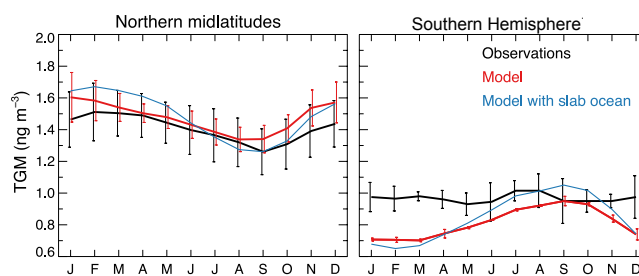 Northern midlatitudes
Southern Hemisphere
TGM (ng m⁻³)
2.0
1.8
1.6
1.4
1.2
1.0
0.8
0.6
Observations
Model
Model with slab ocean
J F M A M J J A S O N D
J F M A M J J A S O N D